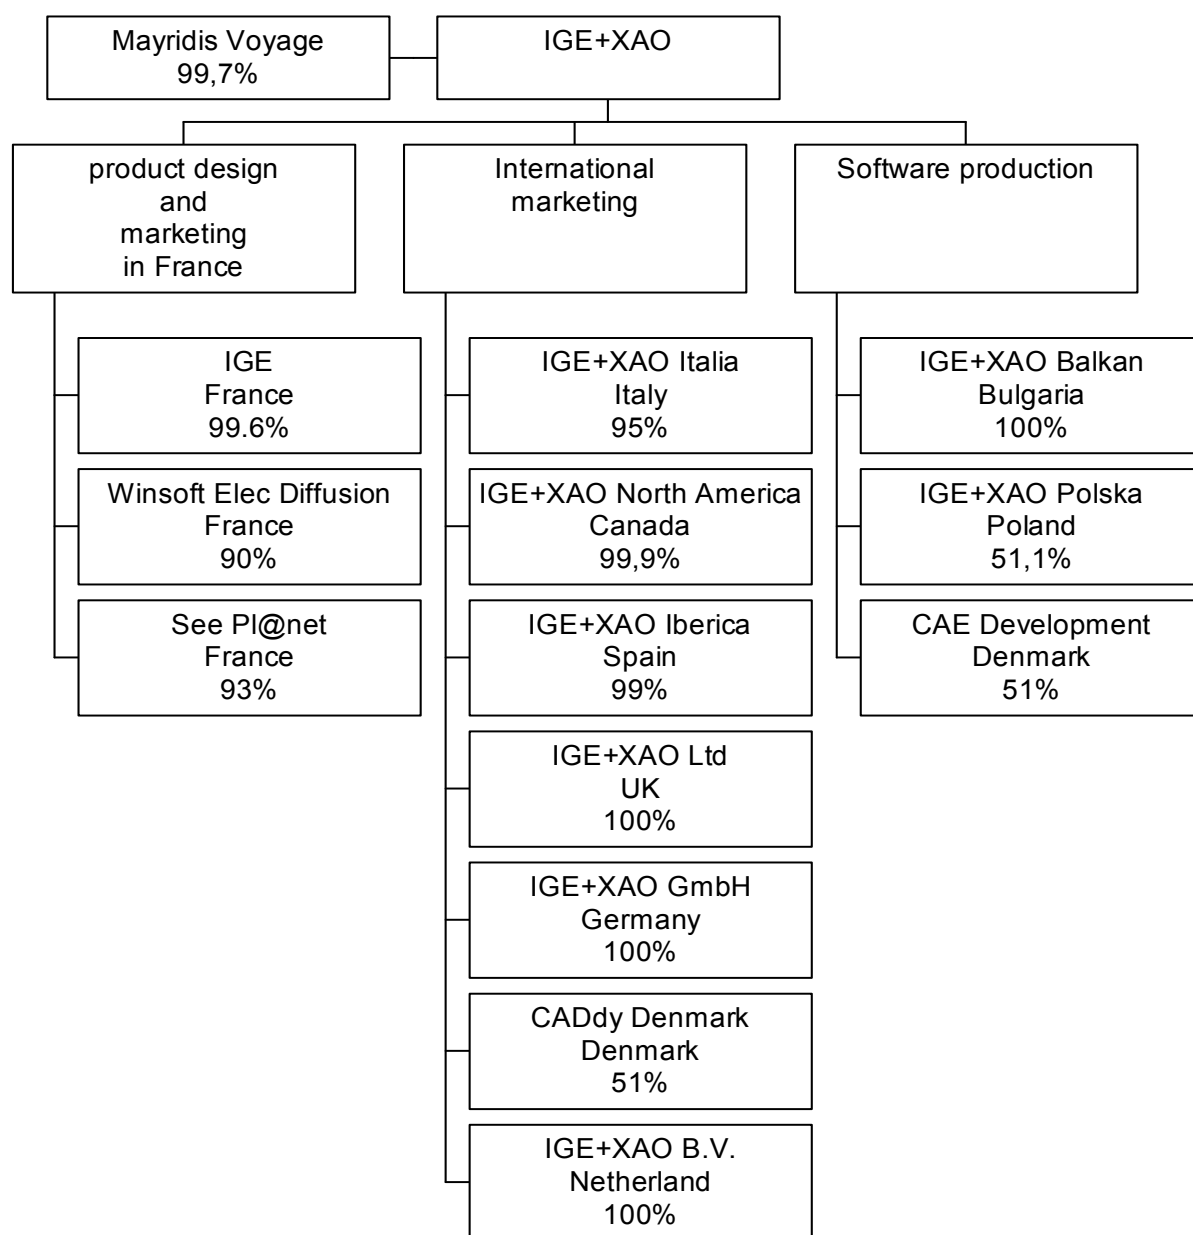 Mayridis Voyage
99,7%
IGE+XAO
product design
and
marketing
in France
International
marketing
Software production
IGE
France
99.6%
Winsoft Elec Diffusion
France
90%
See Pl@net
France
93%
IGE+XAO Italia
Italy
95%
IGE+XAO North America
Canada
99,9%
IGE+XAO Iberica
Spain
99%
IGE+XAO Ltd
UK
100%
IGE+XAO GmbH
Germany
100%
CADdy Denmark
Denmark
51%
IGE+XAO B.V.
Netherland
100%
IGE+XAO Balkan
Bulgaria
100%
IGE+XAO Polska
Poland
51,1%
CAE Development
Denmark
51%